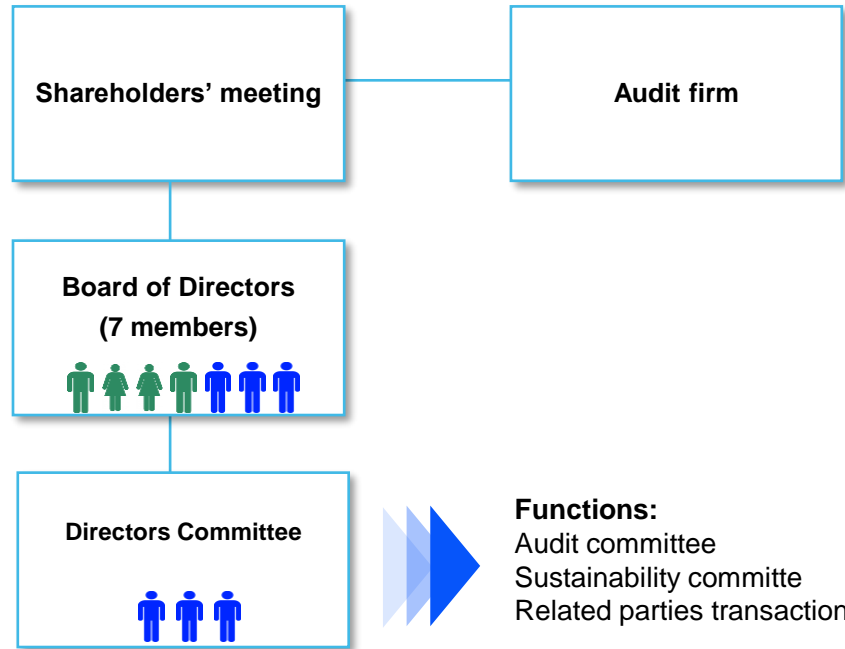 Shareholders’ meeting
Audit firm
Board of Directors
(7 members)
Directors Committee
Functions:
Audit committee
Sustainability committe
Related parties transaction